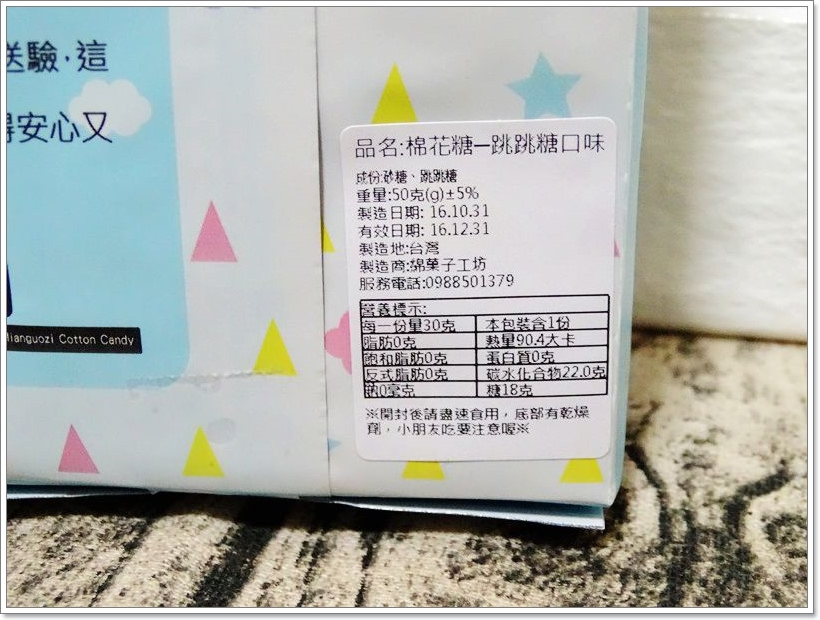 送驗,這
得安心又
Mianguozi Cotton Candy
品名:棉花糖—跳跳糖口味
成份:砂糖、跳跳糖
重量:50克(g)±5%
製造日期: 16.10.31
有效日期: 16.12.31
製造地:台灣
製造商:綿菓子工坊
服務電話:0988501379
營養標示:
每一份量30克 本包裝含1份
脂肪0克 熱量90.4大卡
飽和脂肪0克 蛋白質0克
反式脂肪0克 碳水化合物22.0克
鈉0毫克 糖18克
※開封後請盡速食用，底部有乾燥
劑，小朋友吃要注意喔※